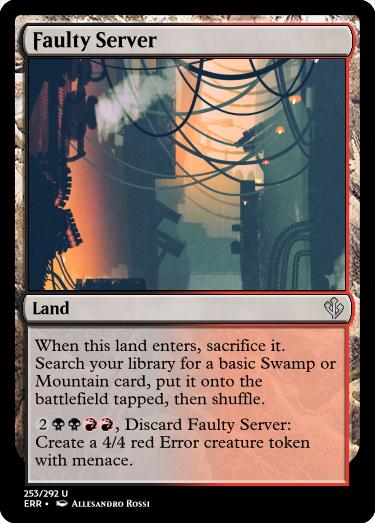 Faulty Server
Land
When this land enters, sacrifice it.
Search your library for a basic Swamp or
Mountain card, put it onto the
battlefield tapped, then shuffle.
2, Discard Faulty Server:
Create a 4/4 red Error creature token
with menace.
253/292 U
ERR • Allesandro Rossi